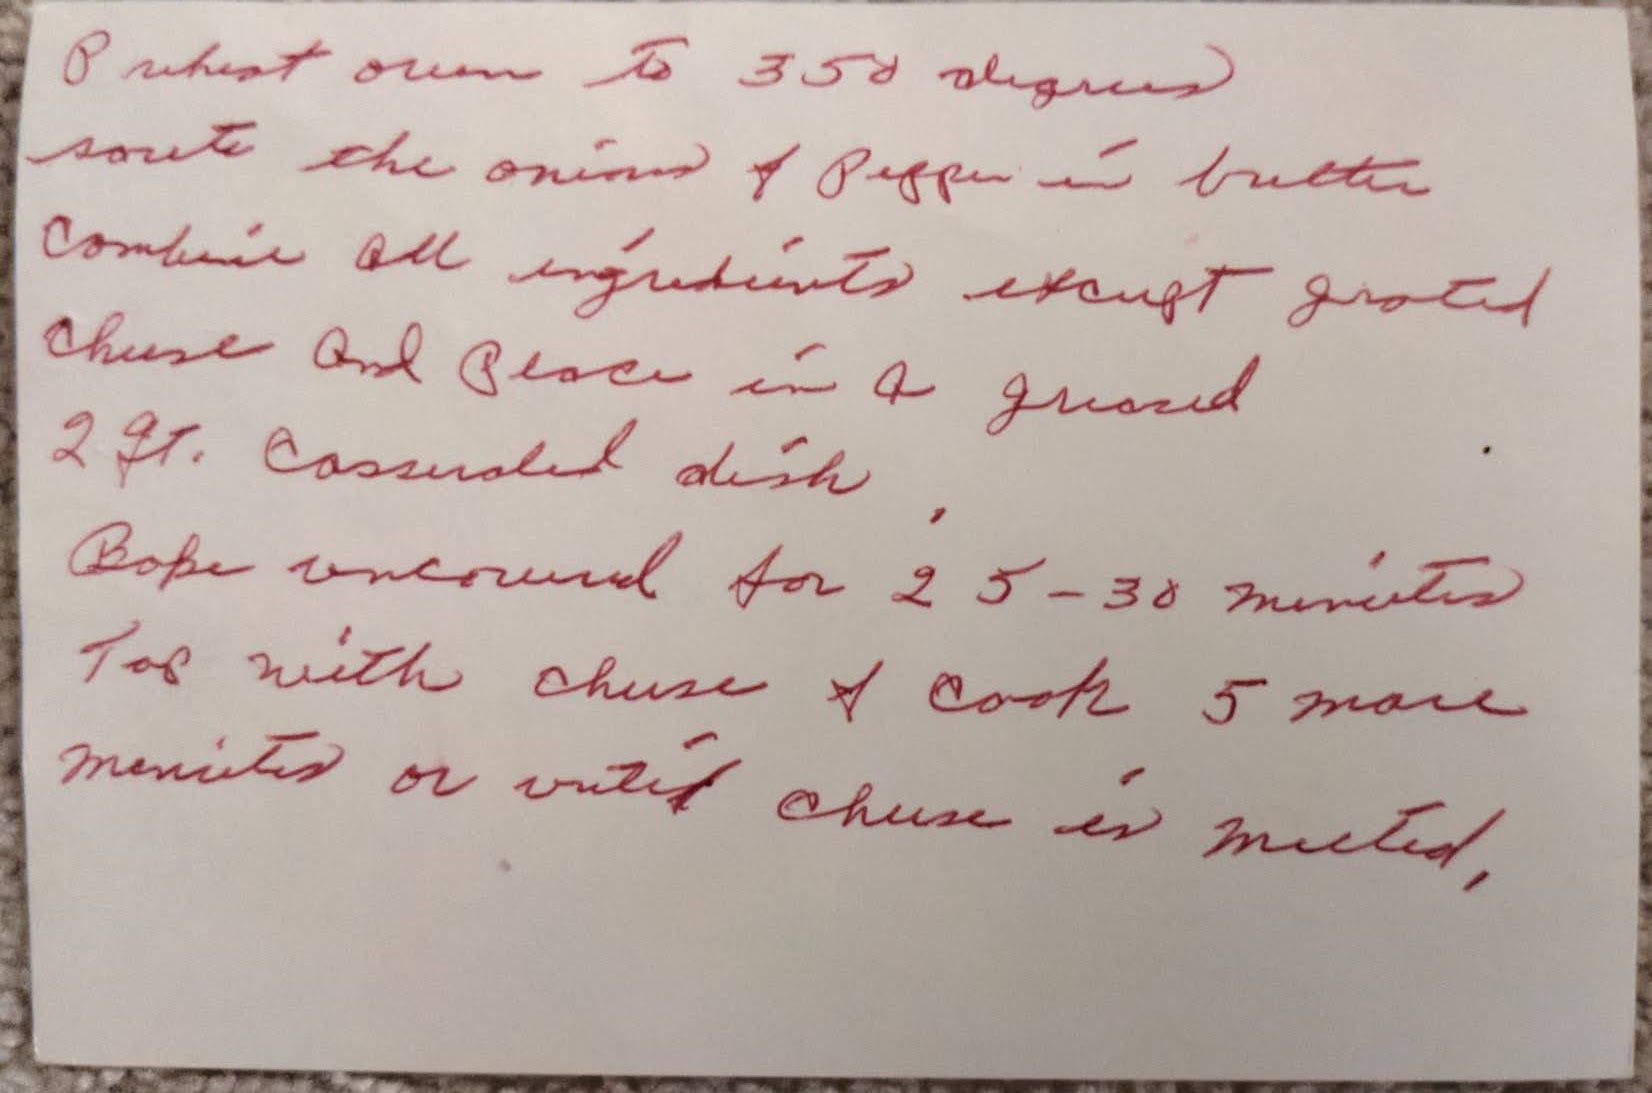 Preheat oven to 350 degrees
saute the onions & Pepper in butter
Combine all ingredients except grated
Cheese and Place in a greased
2 qt. Casseroled dish.
Bake uncovered for 25-30 minutes
Top with cheese & Cook 5 more
minutes or until cheese is melted.